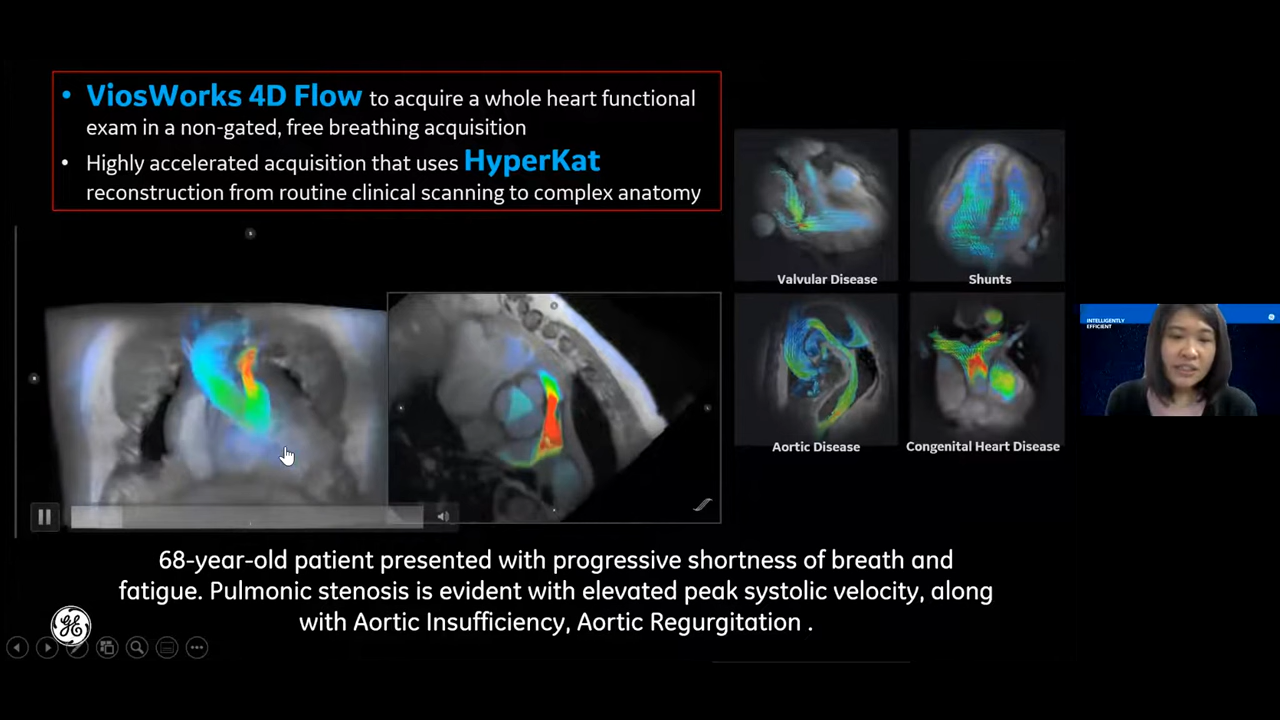 • ViosWorks 4D Flow to acquire a whole heart functional
exam in a non-gated, free breathing acquisition
• Highly accelerated acquisition that uses HyperKat
reconstruction from routine clinical scanning to complex anatomy
Valvular Disease
Shunts
Aortic Disease
Congenital Heart Disease
INTELLIGENTLY
EFFICIENT
68-year-old patient presented with progressive shortness of breath and
fatigue. Pulmonic stenosis is evident with elevated peak systolic velocity, along
with Aortic Insufficiency, Aortic Regurgitation .
GE